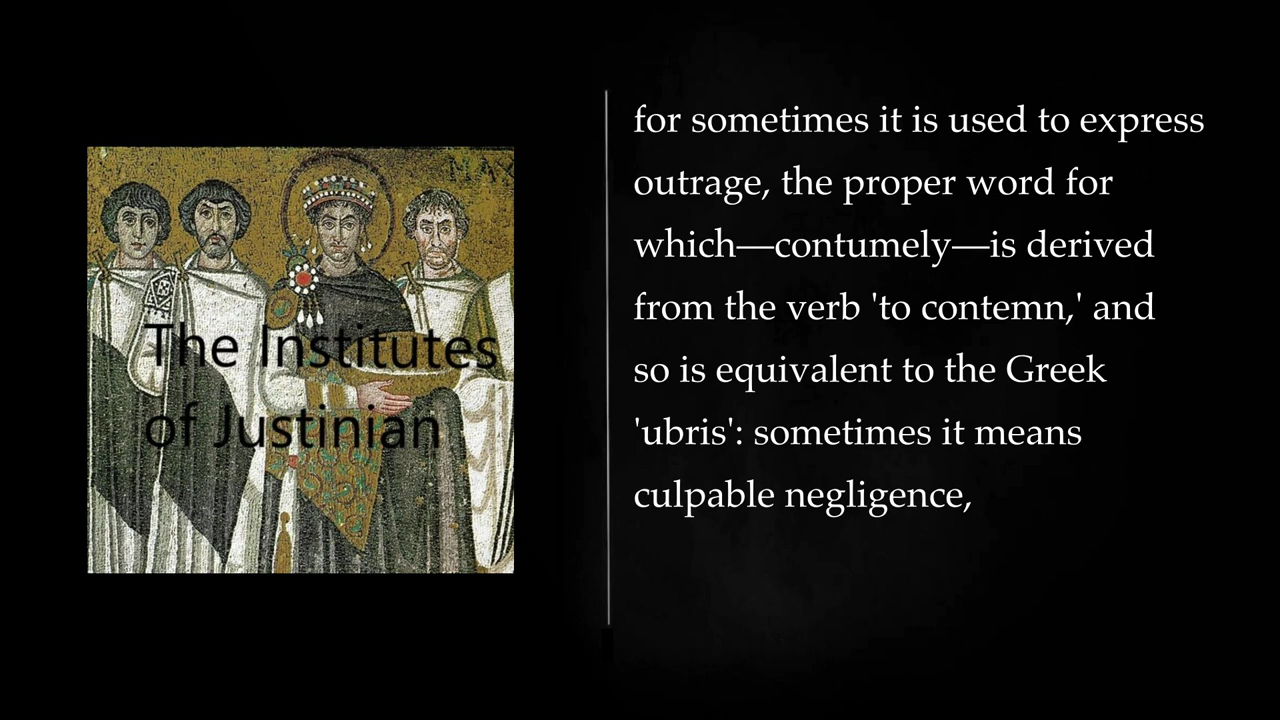 The Institutes
of Justinian
for sometimes it is used to express
outrage, the proper word for
which—contumely—is derived
from the verb 'to contemn,' and
so is equivalent to the Greek
'ubris': sometimes it means
culpable negligence,